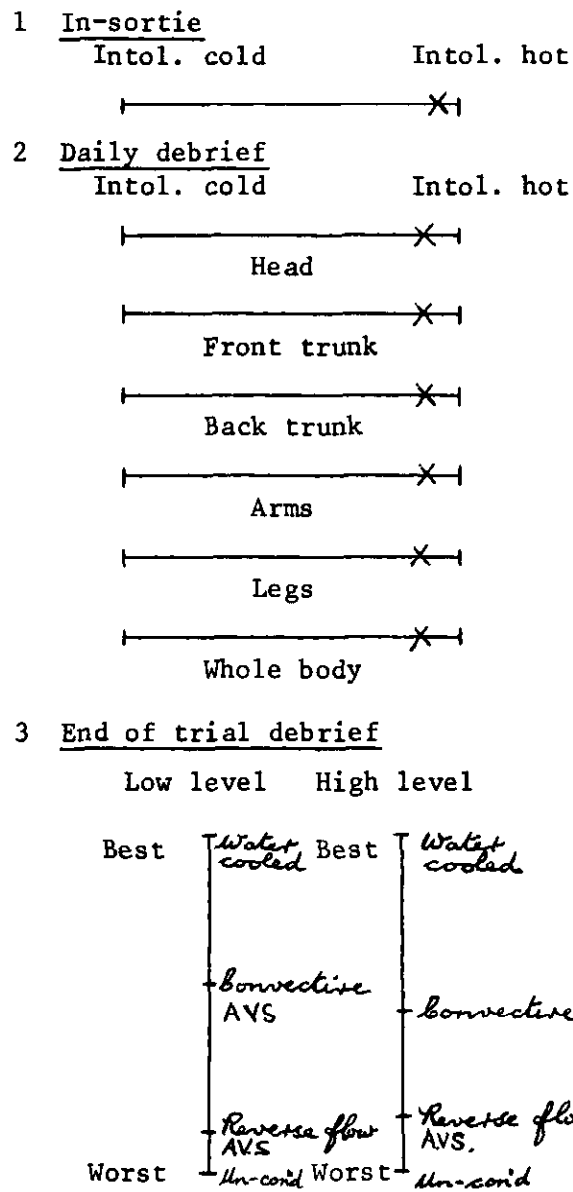 1 In-sortie
Intol. cold Intol. hot
2 Daily debrief
Intol. cold Intol. hot
Head
Front trunk
Back trunk
Arms
Legs
Whole body
3 End of trial debrief
Low level High level
Best Water cooled Best Water cooled
Convective AVS Convective
Reverse flow AVS Reverse flo AVS.
Worst Un-con'd Worst Un-con'd